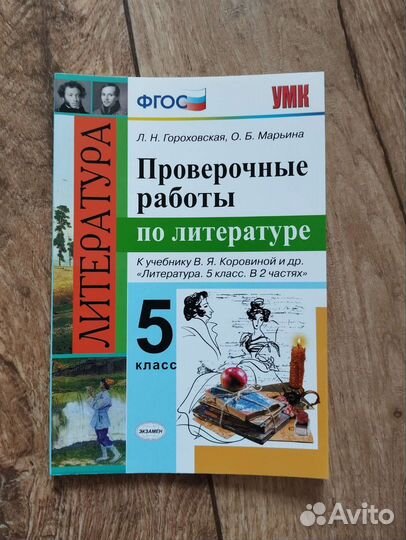 ФГОС
УМК
Л. Н. Гороховская, О. Б. Марьина
ЛИТЕРАТУРА
Проверочные
работы
по литературе
К учебнику В. Я. Коровиной и др.
«Литература. 5 класс. В 2 частях»
5
класс
ЭКЗАМЕН
Avito